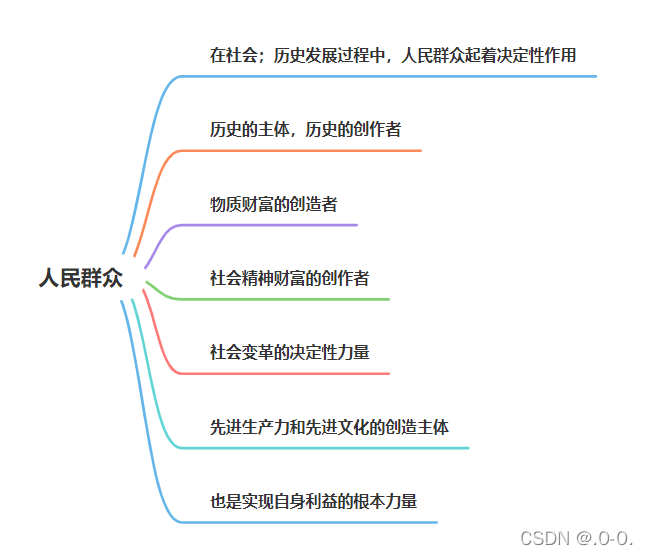 在社会；历史发展过程中，人民群众起着决定性作用
历史的主体，历史的创作者
物质财富的创造者
人民群众
社会精神财富的创作者
社会变革的决定性力量
先进生产力和先进文化的创造主体
也是实现自身利益的根本力量
CSDN @.0-0.